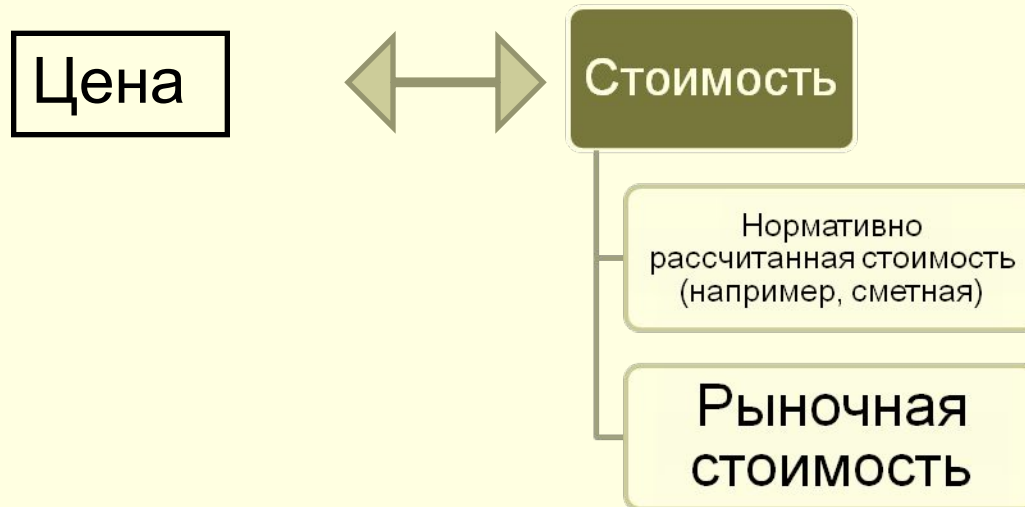 Цена
Стоимость
Нормативно
рассчитанная стоимость
(например, сметная)
Рыночная
стоимость